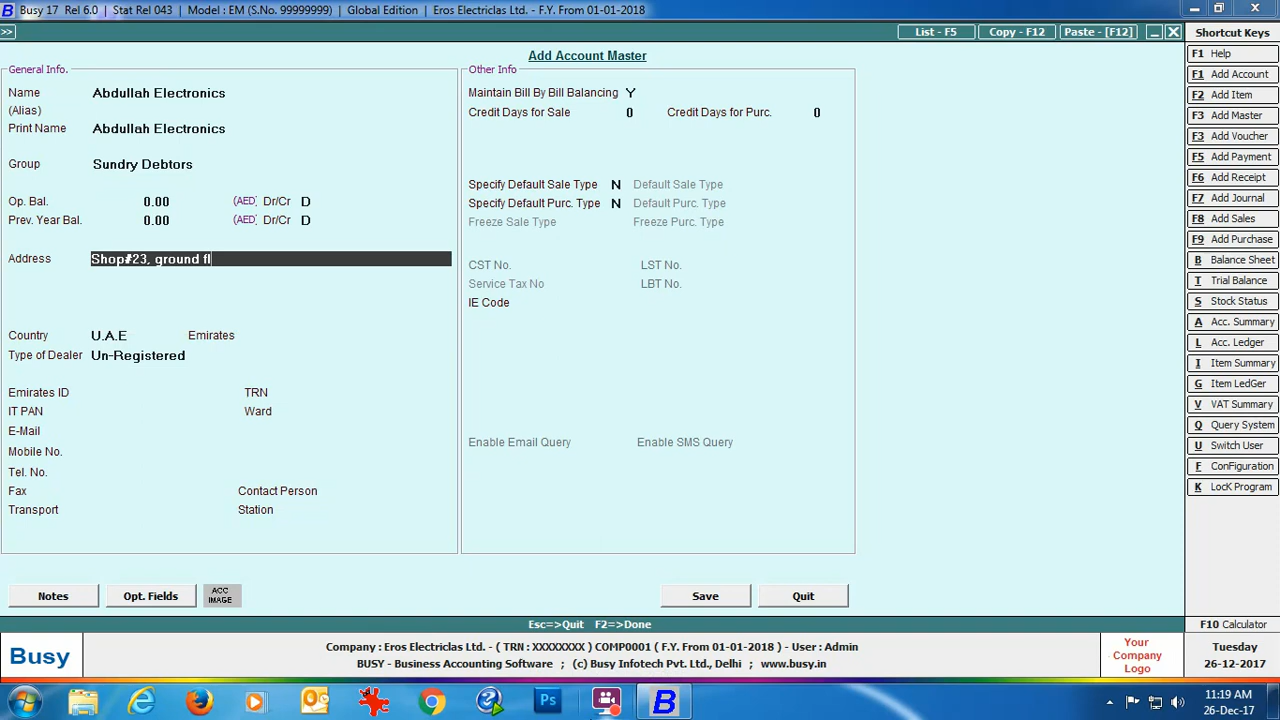 Busy 17 Rel 6.0 | Stat Rel 043 | Model : EM (S.No. 99999999) | Global Edition | Eros Electriclas Ltd. - F.Y. From 01-01-2018
>> List - F5 Copy - F12 Paste - [F12] Shortcut Keys
Add Account Master
General Info.
Name Abdullah Electronics
(Alias)
Print Name Abdullah Electronics
Group Sundry Debtors
Op. Bal. 0.00 (AED) Dr/Cr D
Prev. Year Bal. 0.00 (AED) Dr/Cr D
Address Shop#23, ground fl
Country U.A.E Emirates
Type of Dealer Un-Registered
Emirates ID TRN
IT PAN Ward
E-Mail
Mobile No.
Tel. No.
Fax Contact Person
Transport Station
Notes Opt. Fields ACC IMAGE
Other Info
Maintain Bill By Bill Balancing Y
Credit Days for Sale 0 Credit Days for Purc. 0
Specify Default Sale Type N Default Sale Type
Specify Default Purc. Type N Default Purc. Type
Freeze Sale Type Freeze Purc. Type
CST No. LST No.
Service Tax No LBT No.
IE Code
Enable Email Query Enable SMS Query
Save Quit
F1 Help
F1 Add Account
F2 Add Item
F3 Add Master
F3 Add Voucher
F5 Add Payment
F6 Add Receipt
F7 Add Journal
F8 Add Sales
F9 Add Purchase
B Balance Sheet
T Trial Balance
S Stock Status
A Acc. Summary
L Acc. Ledger
I Item Summary
G Item LedGer
V VAT Summary
Q Query System
U Switch User
F ConFiguration
K LocK Program
Esc=>Quit F2=>Done F10 Calculator
Busy
Company : Eros Electriclas Ltd. - ( TRN : XXXXXXXX ) COMP0001 ( F.Y. From 01-01-2018 ) - User : Admin
BUSY - Business Accounting Software ; (c) Busy Infotech Pvt. Ltd., Delhi ; www.busy.in
Your
Company
Logo
Tuesday
26-12-2017
Ps
11:19 AM
26-Dec-17